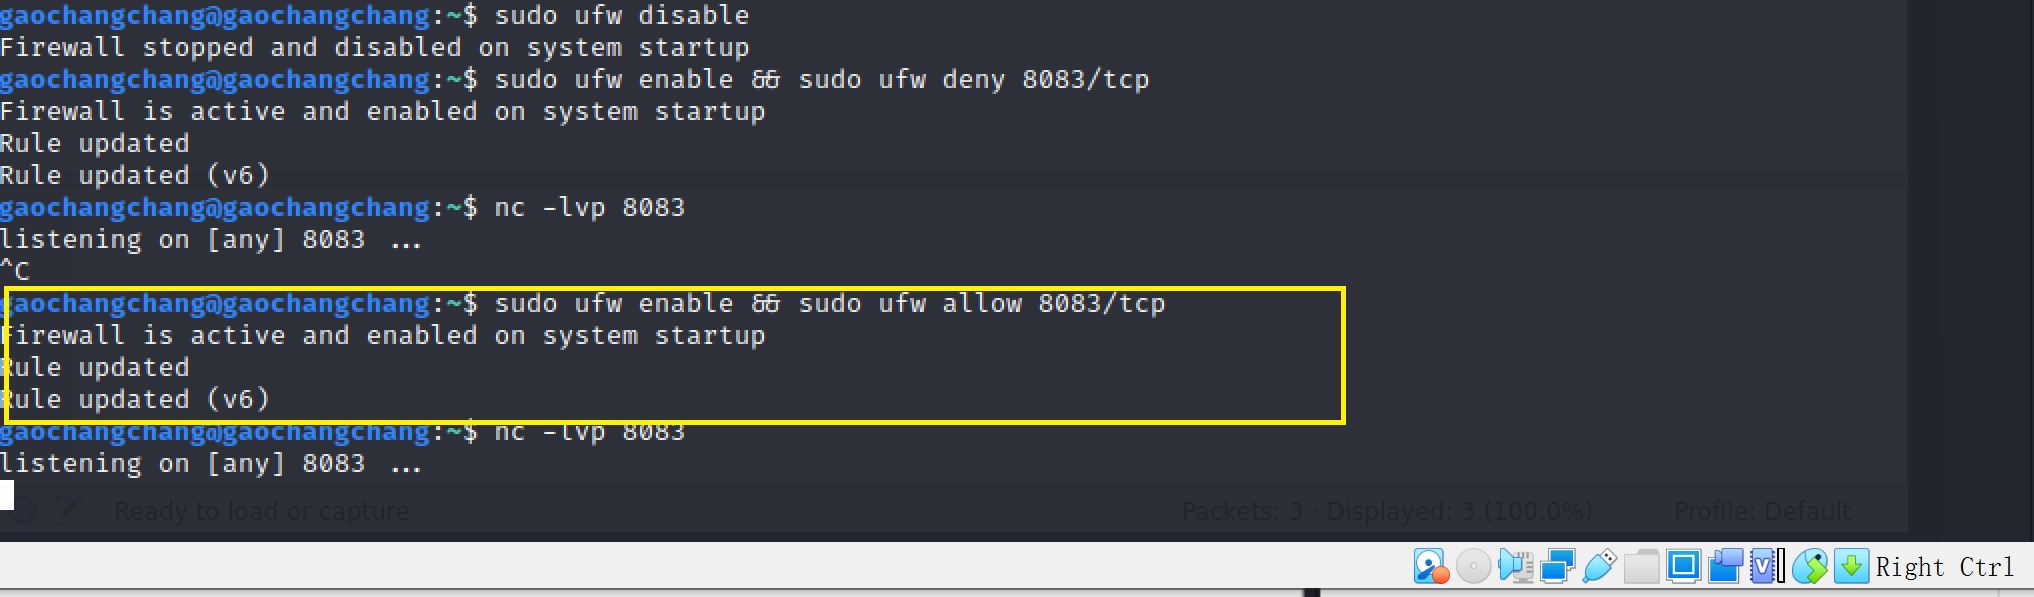 gaochangchang@gaochangchang:~$ sudo ufw disable
Firewall stopped and disabled on system startup
gaochangchang@gaochangchang:~$ sudo ufw enable && sudo ufw deny 8083/tcp
Firewall is active and enabled on system startup
Rule updated
Rule updated (v6)
gaochangchang@gaochangchang:~$ nc -lvp 8083
listening on [any] 8083 ...
^C
gaochangchang@gaochangchang:~$ sudo ufw enable && sudo ufw allow 8083/tcp
Firewall is active and enabled on system startup
Rule updated
Rule updated (v6)
gaochangchang@gaochangchang:~$ nc -lvp 8083
listening on [any] 8083 ...
Ready to load or capture Packets: 3 · Displayed: 3 (100.0%) Profile: Default
Right Ctrl